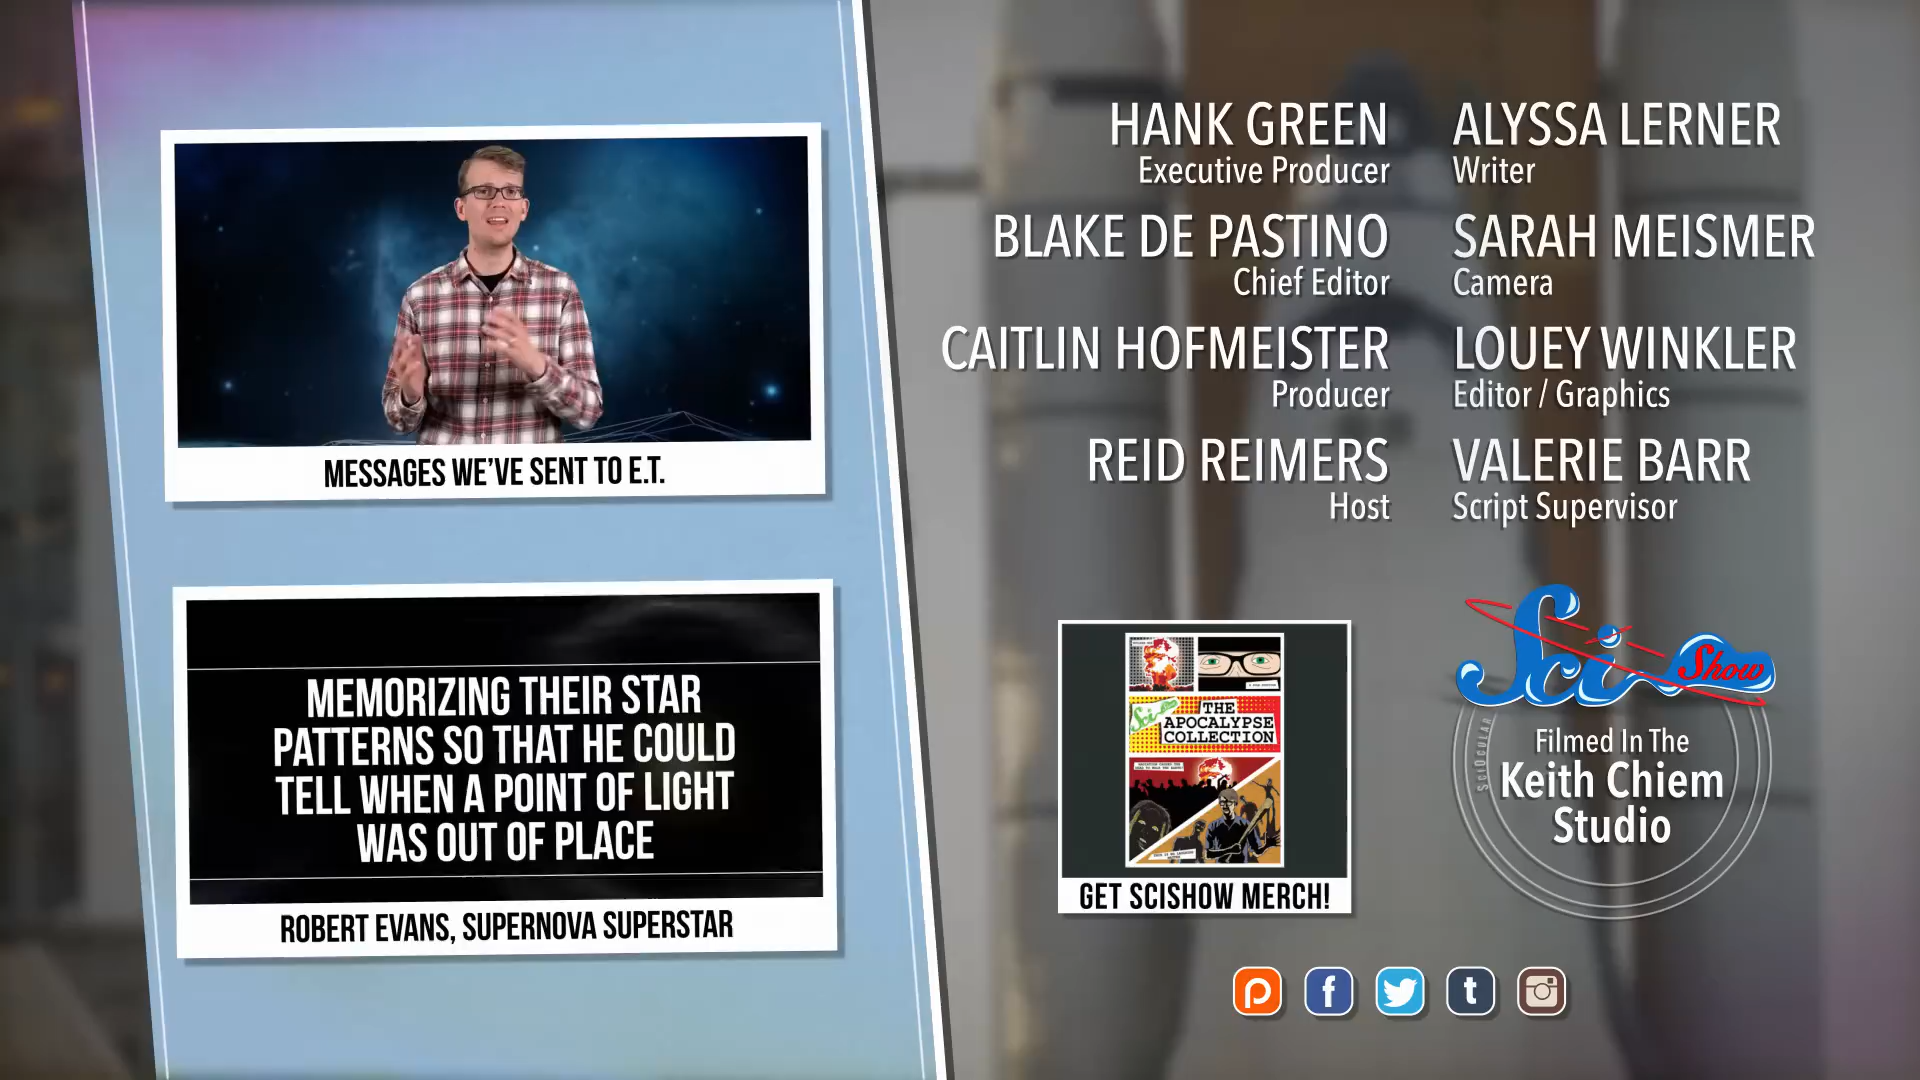 MESSAGES WE'VE SENT TO E.T.
MEMORIZING THEIR STAR
PATTERNS SO THAT HE COULD
TELL WHEN A POINT OF LIGHT
WAS OUT OF PLACE
ROBERT EVANS, SUPERNOVA SUPERSTAR
HANK GREEN
Executive Producer
BLAKE DE PASTINO
Chief Editor
CAITLIN HOFMEISTER
Producer
REID REIMERS
Host
ALYSSA LERNER
Writer
SARAH MEISMER
Camera
LOUEY WINKLER
Editor / Graphics
VALERIE BARR
Script Supervisor
Sci Show
THE
APOCALYPSE
COLLECTION
GET SCISHOW MERCH!
Sci Show
SCIOCULAR
Filmed In The
Keith Chiem
Studio